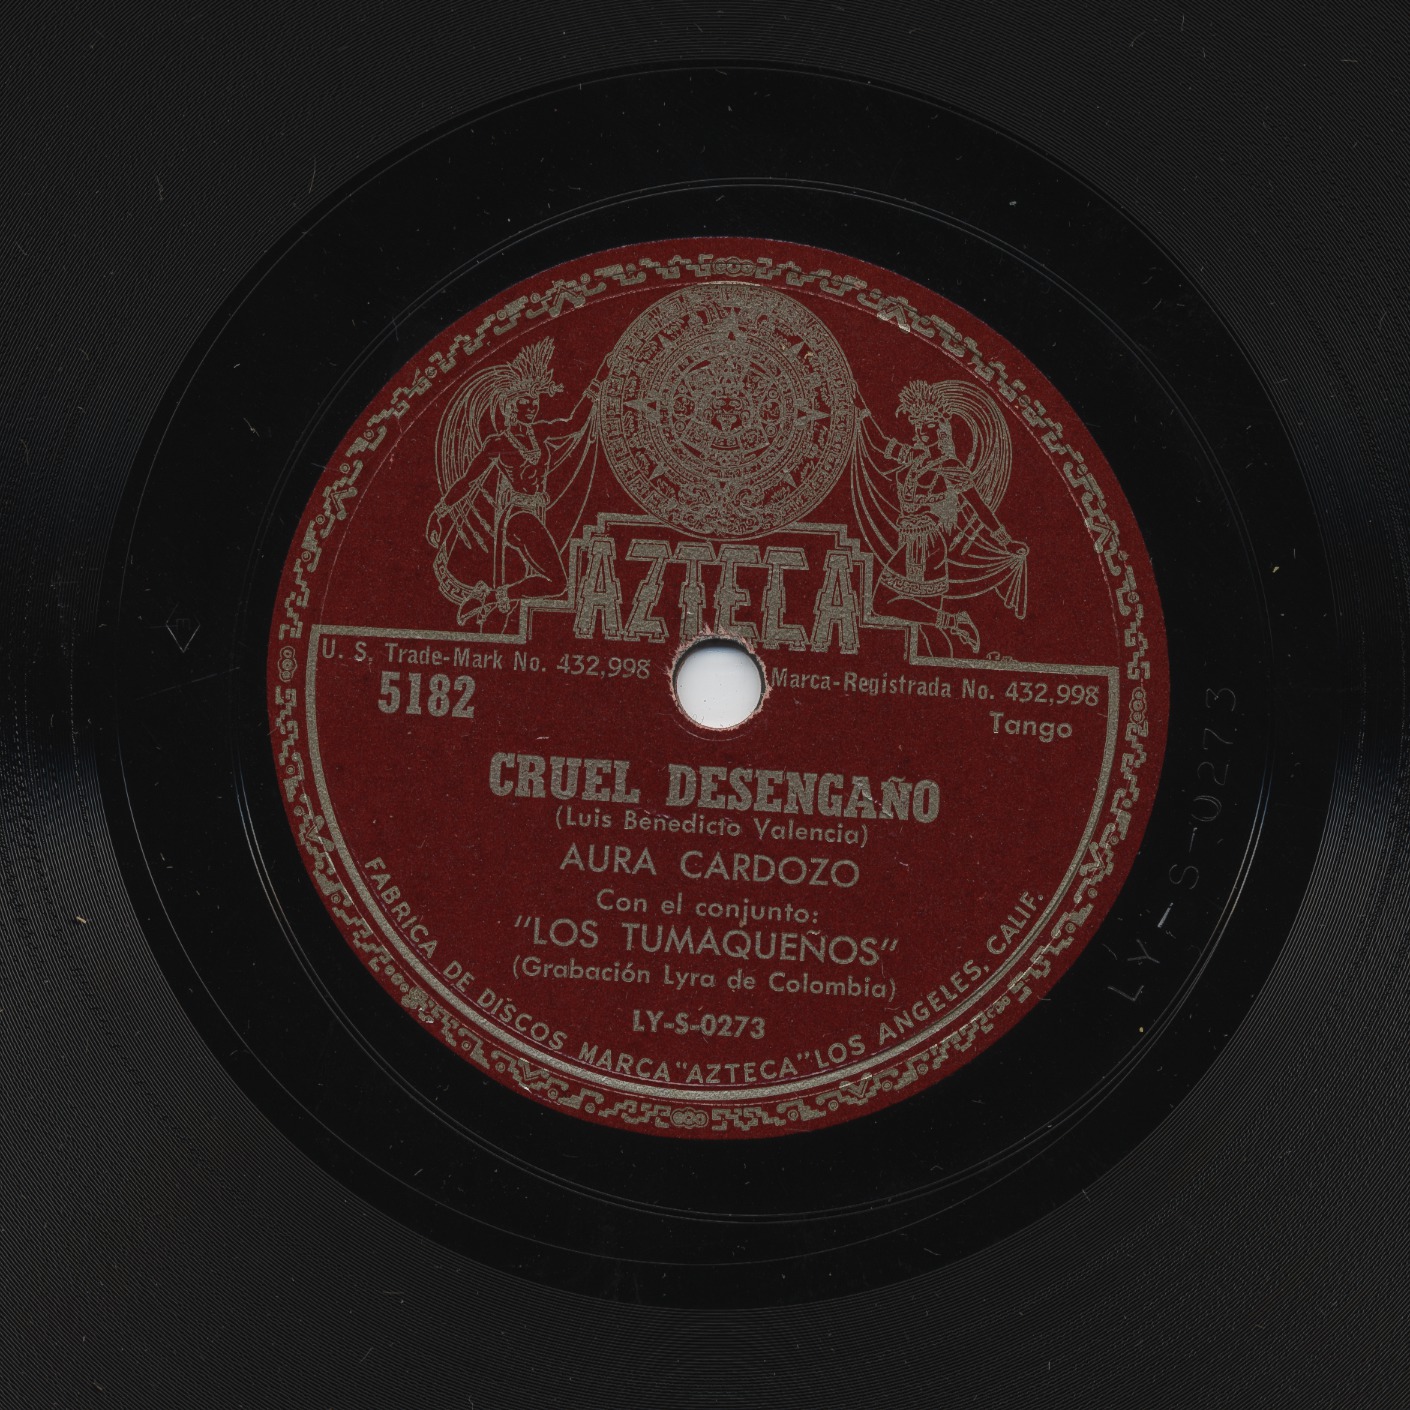 AZTECA
U. S. Trade-Mark No. 432,998
Marca-Registrada No. 432,998
5182
Tango
CRUEL DESENGAÑO
(Luis Benedicto Valencia)
AURA CARDOZO
Con el conjunto:
"LOS TUMAQUEÑOS"
(Grabación Lyra de Colombia)
LY-S-0273
FABRICA DE DISCOS MARCA "AZTECA" LOS ANGELES, CALIF.
LY-S-0273